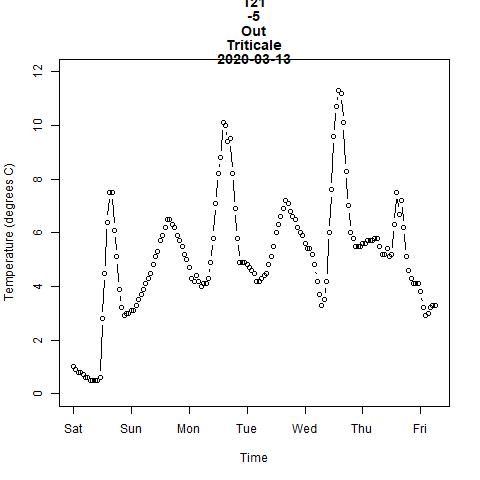 121
-5
Out
Triticale
2020-03-13
Temperature (degrees C)
12
10
8
6
4
2
0
Sat Sun Mon Tue Wed Thu Fri
Time